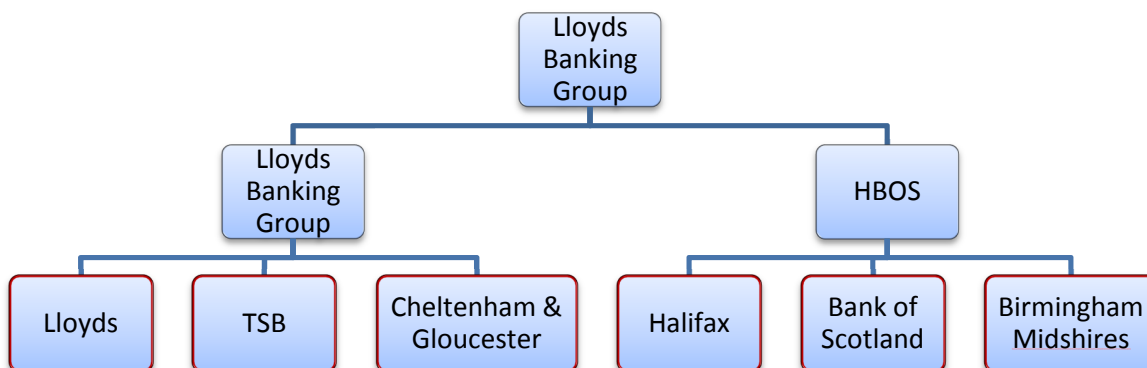 Lloyds
Banking
Group
Lloyds
Banking
Group
HBOS
Lloyds
TSB
Cheltenham &
Gloucester
Halifax
Bank of
Scotland
Birmingham
Midshires